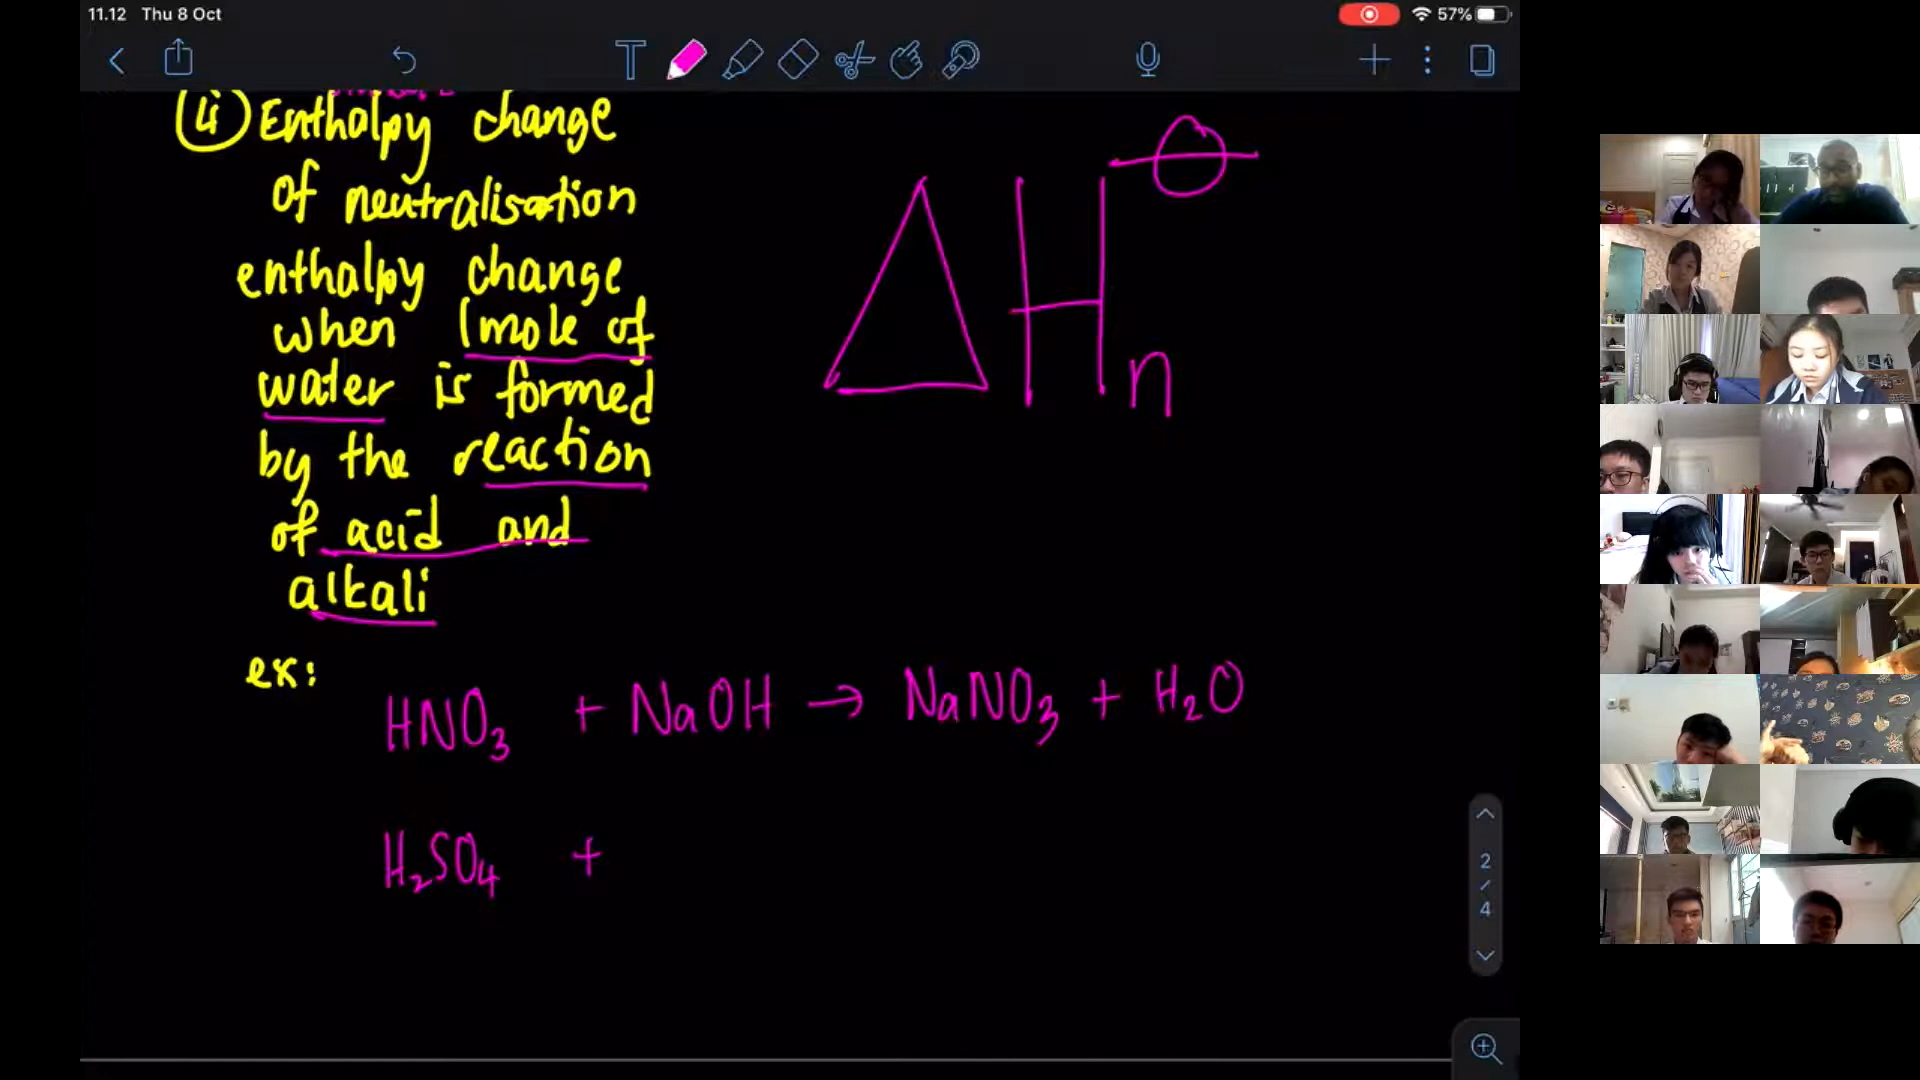 11.12 Thu 8 Oct
57%
T
(4) Enthalpy change
of neutralisation
enthalpy change
when 1 mole of
water is formed
by the reaction
of acid and
alkali
ΔH⦵n
ex:
HNO₃ + NaOH → NaNO₃ + H₂O
H₂SO₄ +
2
/
4